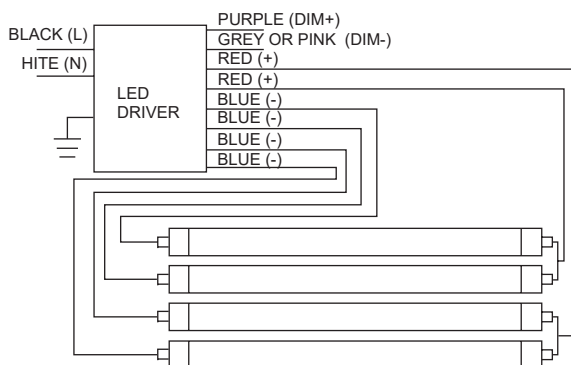 PURPLE (DIM+)
BLACK (L)
GREY OR PINK (DIM-)
HITE (N)
RED (+)
RED (+)
LED
DRIVER
BLUE (-)
BLUE (-)
BLUE (-)
BLUE (-)